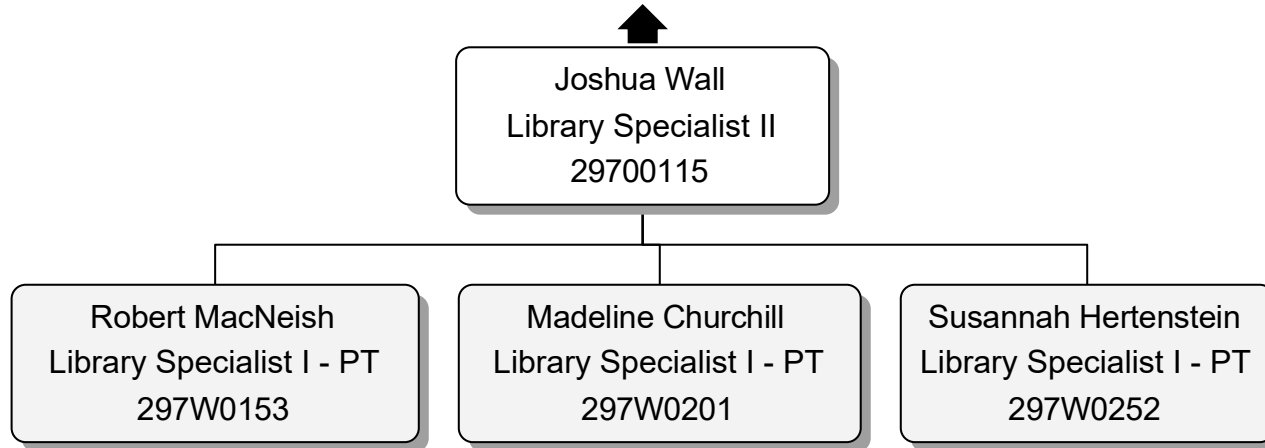 Joshua Wall
Library Specialist II
29700115
Robert MacNeish
Library Specialist I - PT
297W0153
Madeline Churchill
Library Specialist I - PT
297W0201
Susannah Hertenstein
Library Specialist I - PT
297W0252